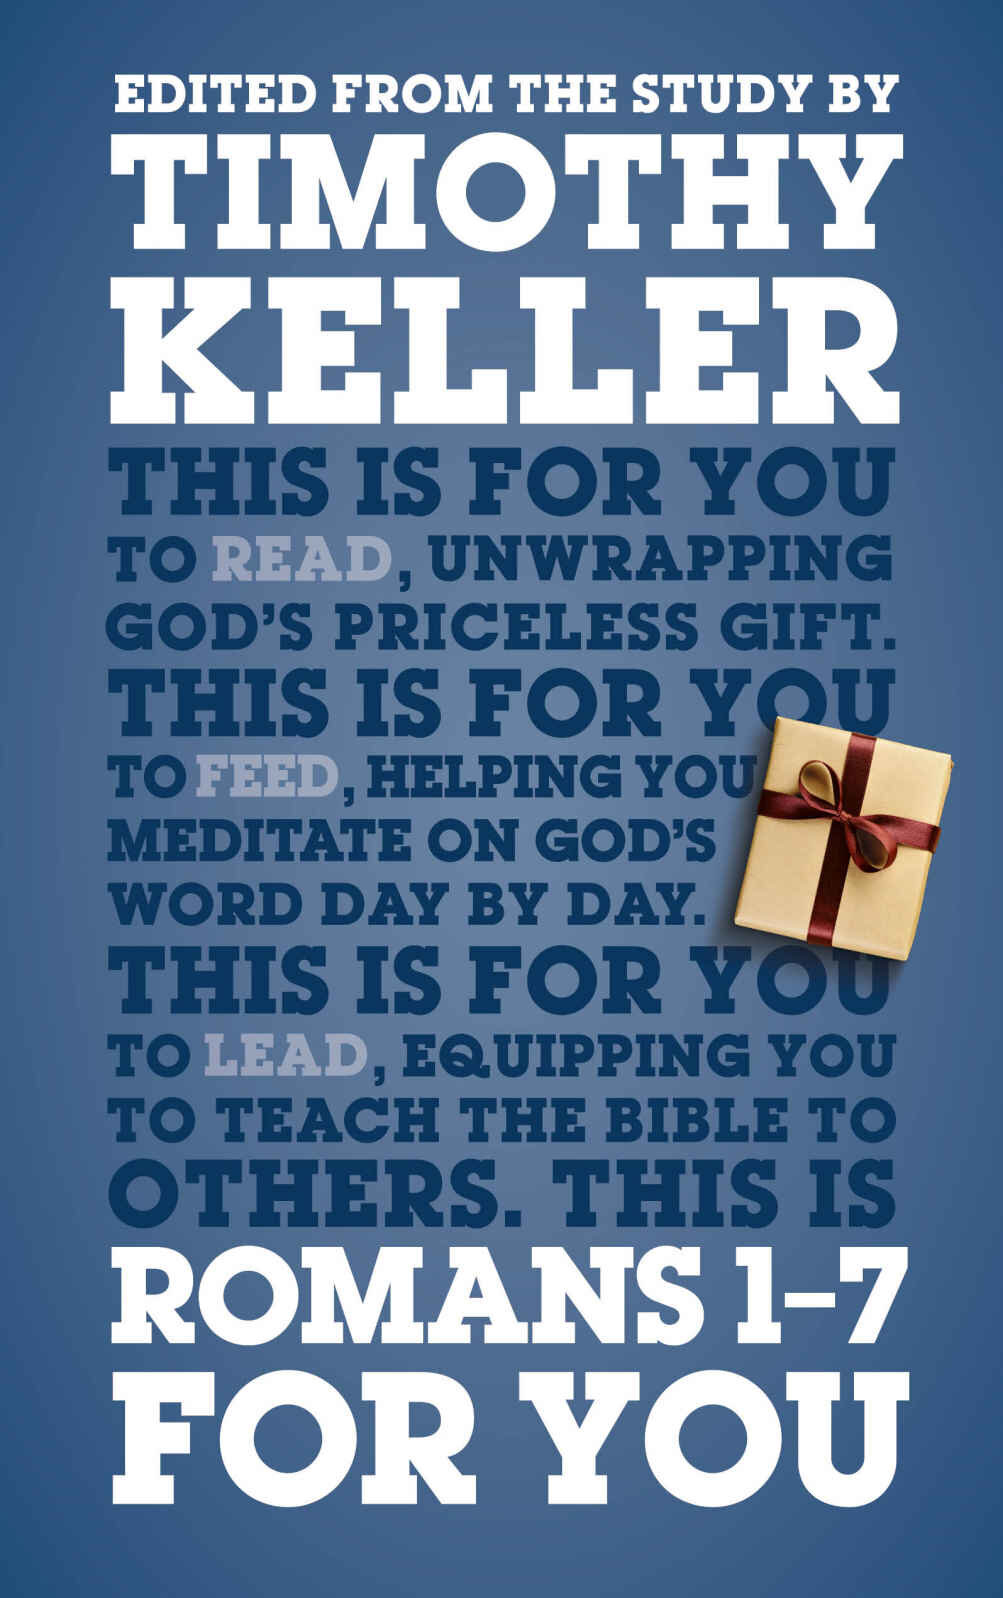 EDITED FROM THE STUDY BY
TIMOTHY
KELLER
THIS IS FOR YOU
TO READ, UNWRAPPING
GOD'S PRICELESS GIFT.
THIS IS FOR YOU
TO FEED, HELPING YOU
MEDITATE ON GOD'S
WORD DAY BY DAY.
THIS IS FOR YOU
TO LEAD, EQUIPPING YOU
TO TEACH THE BIBLE TO
OTHERS. THIS IS
ROMANS 1–7
FOR YOU